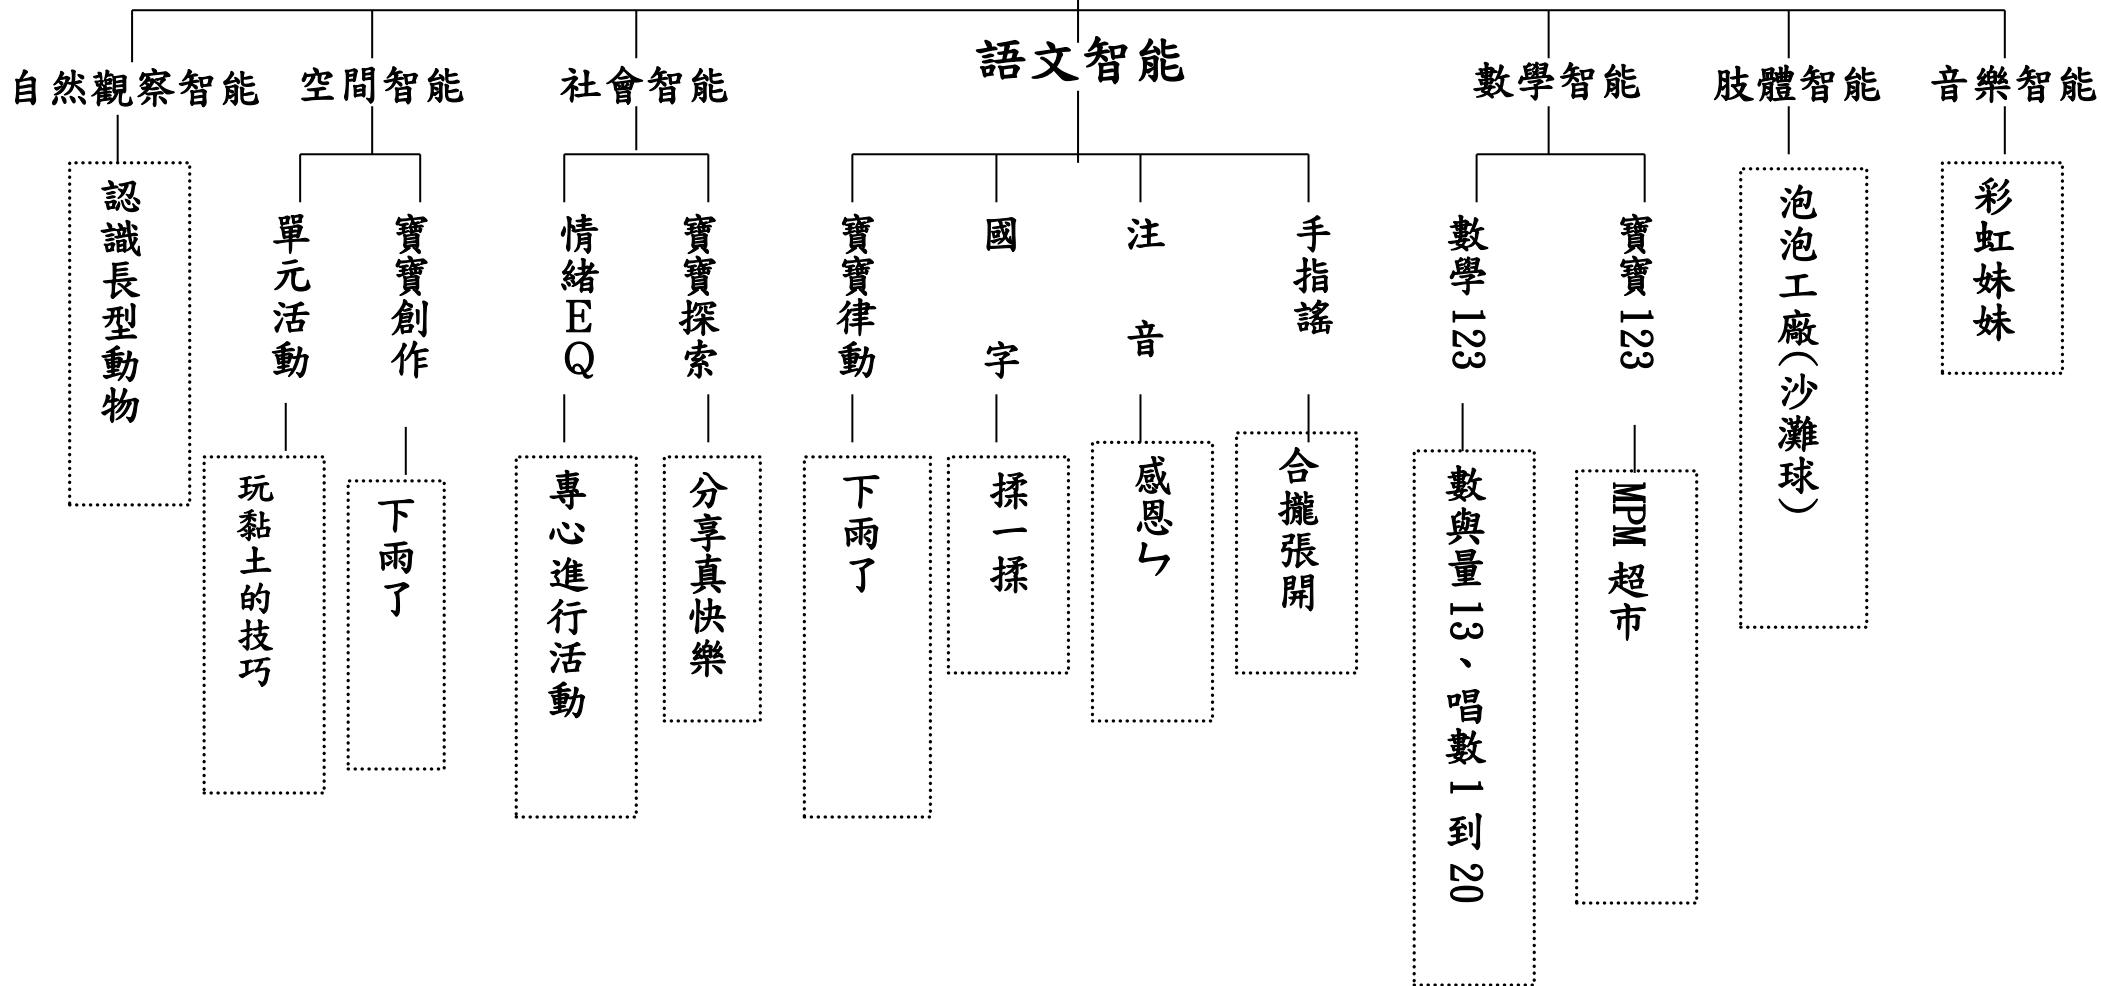 自然觀察智能
空間智能
社會智能
語文智能
數學智能
肢體智能
音樂智能
認識長型動物
單元活動
寶寶創作
情緒EQ
寶寶探索
寶寶律動
國字
注音
手指謠
數學123
寶寶123
泡泡工廠(沙灘球)
彩虹妹妹
玩黏土的技巧
下雨了
專心進行活動
分享真快樂
下雨了
揉一揉
感恩ㄣ
合攏張開
數與量13、唱數1到20
MPM超市